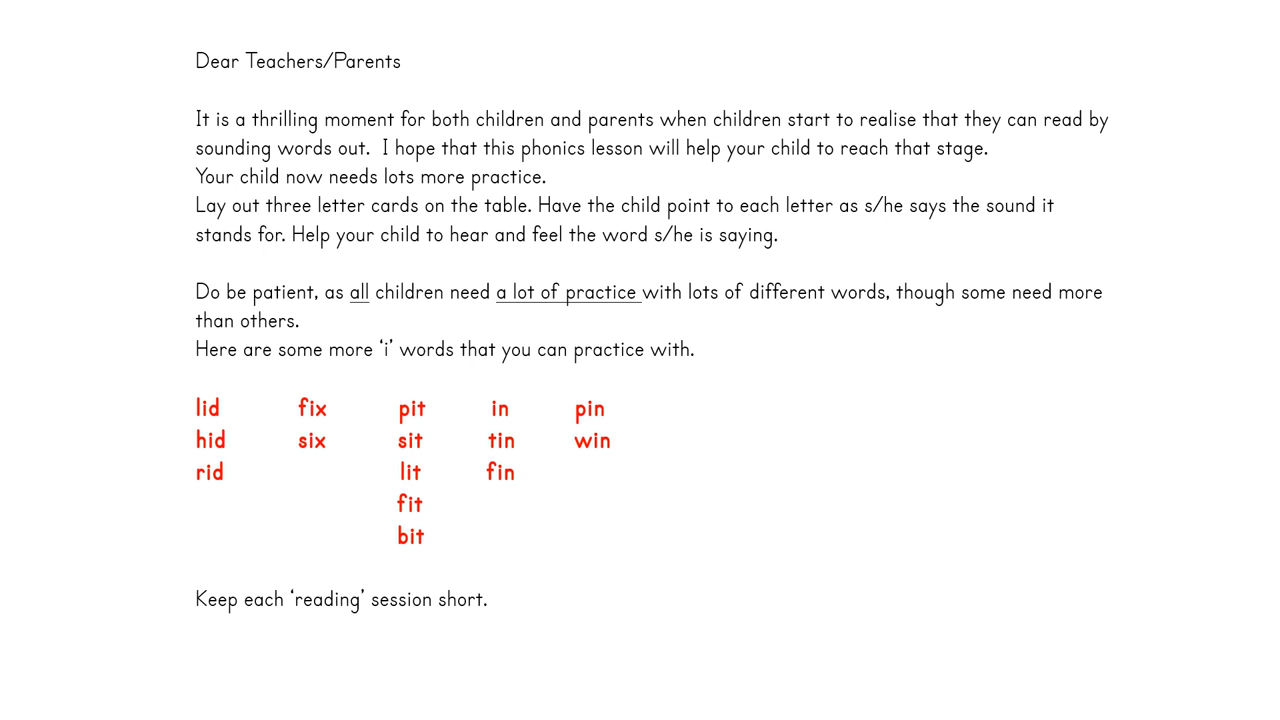 Dear Teachers/Parents
It is a thrilling moment for both children and parents when children start to realise that they can read by
sounding words out.  I hope that this phonics lesson will help your child to reach that stage.
Your child now needs lots more practice.
Lay out three letter cards on the table. Have the child point to each letter as s/he says the sound it
stands for. Help your child to hear and feel the word s/he is saying.
Do be patient, as all children need a lot of practice with lots of different words, though some need more
than others.
Here are some more ‘i’ words that you can practice with.
lid fix pit in pin
hid six sit tin win
rid lit fin
fit
bit
Keep each ‘reading’ session short.